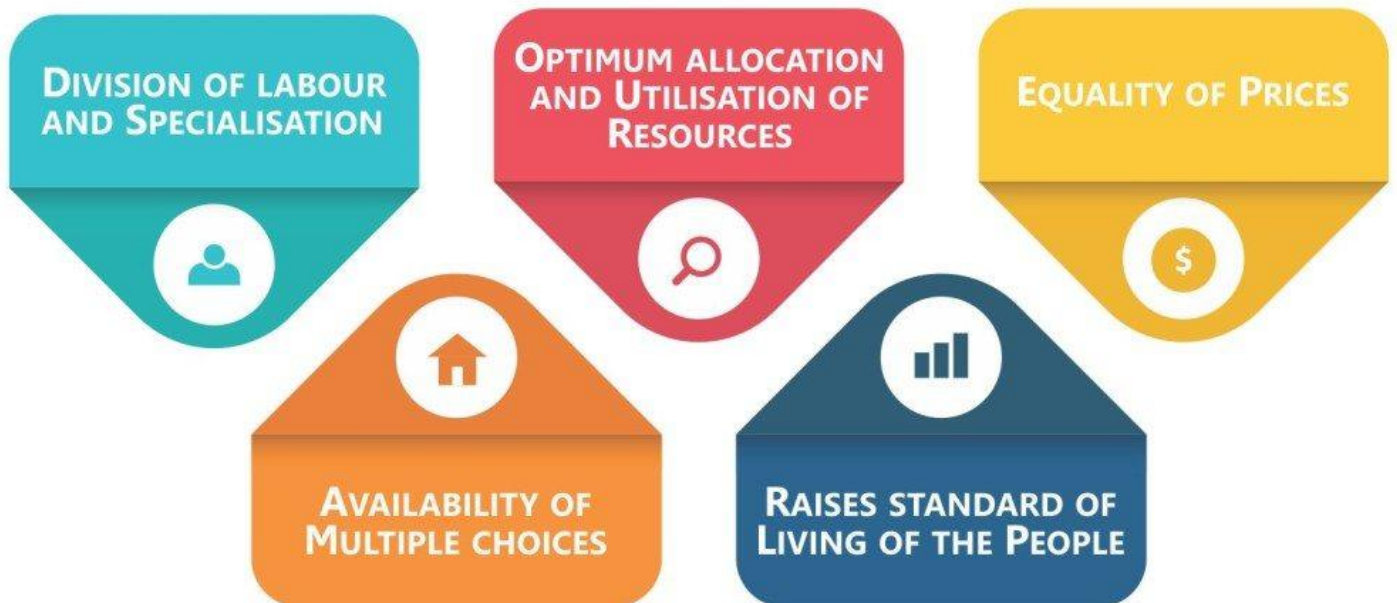 DIVISION OF LABOUR
AND SPECIALISATION
OPTIMUM ALLOCATION
AND UTILISATION OF
RESOURCES
EQUALITY OF PRICES
$
AVAILABILITY OF
MULTIPLE CHOICES
RAISES STANDARD OF
LIVING OF THE PEOPLE